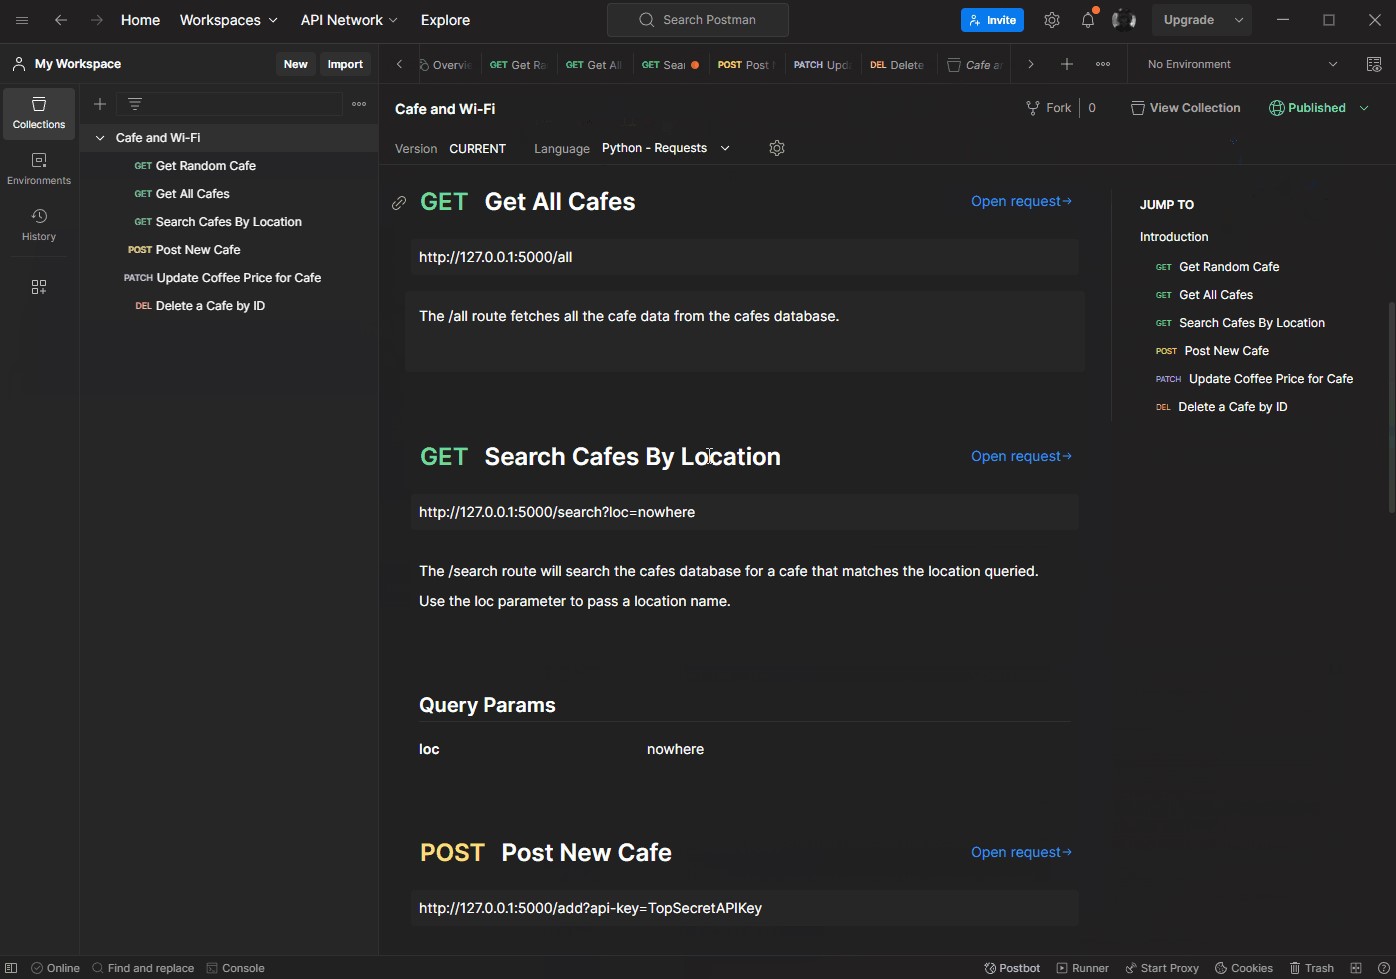 Home Workspaces API Network Explore Search Postman Invite Upgrade
My Workspace New Import Overvi GET Get Ra GET Get All GET Sear POST Post PATCH Upd DEL Delete Cafe an No Environment
Collections
Environments
History
Cafe and Wi-Fi
GET Get Random Cafe
GET Get All Cafes
GET Search Cafes By Location
POST Post New Cafe
PATCH Update Coffee Price for Cafe
DEL Delete a Cafe by ID
Cafe and Wi-Fi Fork 0 View Collection Published
Version CURRENT Language Python - Requests
GET Get All Cafes Open request→
http://127.0.0.1:5000/all
The /all route fetches all the cafe data from the cafes database.
GET Search Cafes By Location Open request→
http://127.0.0.1:5000/search?loc=nowhere
The /search route will search the cafes database for a cafe that matches the location queried.
Use the loc parameter to pass a location name.
Query Params
loc nowhere
POST Post New Cafe Open request→
http://127.0.0.1:5000/add?api-key=TopSecretAPIKey
JUMP TO
Introduction
GET Get Random Cafe
GET Get All Cafes
GET Search Cafes By Location
POST Post New Cafe
PATCH Update Coffee Price for Cafe
DEL Delete a Cafe by ID
Online Find and replace Console Postbot Runner Start Proxy Cookies Trash